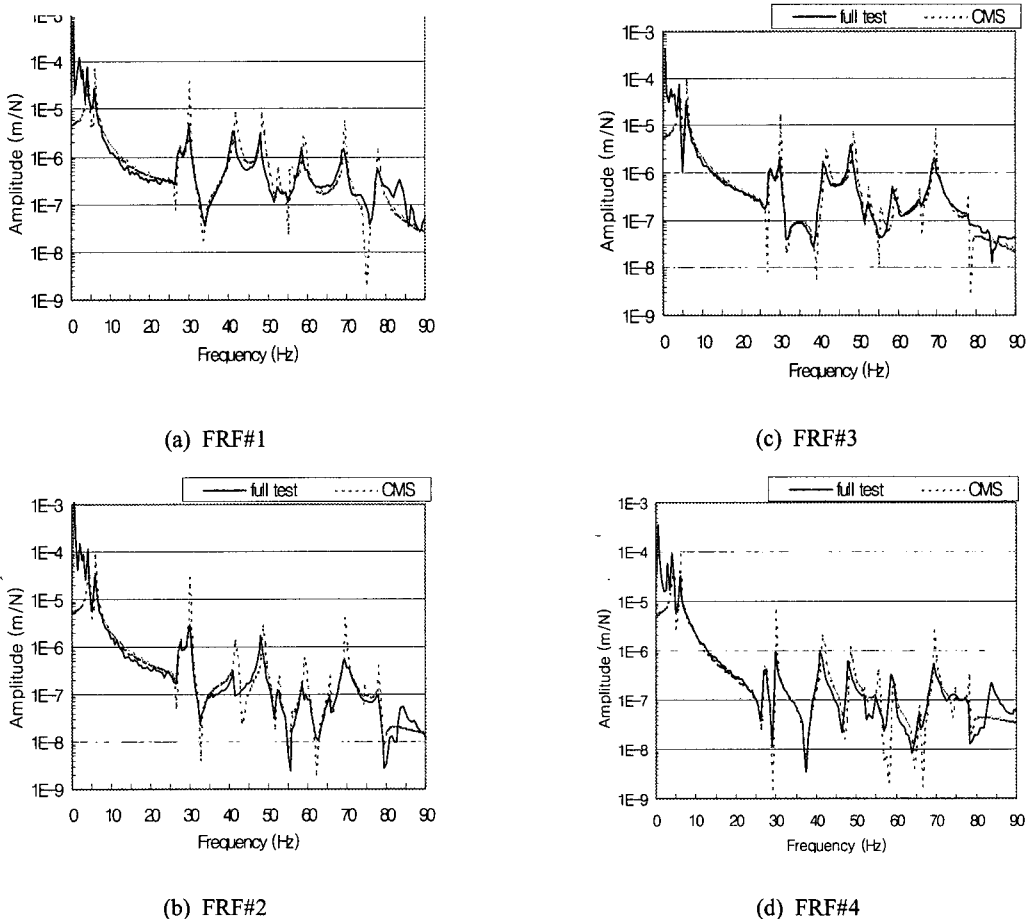 1E-3
1E-4
1E-5
1E-6
1E-7
1E-8
1E-9
Amplitude (m/N)
0 10 20 30 40 50 60 70 80 90
Frequency (Hz)
(a) FRF#1
full test CMS
1E-3
1E-4
1E-5
1E-6
1E-7
1E-8
1E-9
Amplitude (m/N)
0 10 20 30 40 50 60 70 80 90
Frequency (Hz)
(c) FRF#3
full test CMS
1E-3
1E-4
1E-5
1E-6
1E-7
1E-8
1E-9
Amplitude (m/N)
0 10 20 30 40 50 60 70 80 90
Frequency (Hz)
(b) FRF#2
full test CMS
1E-3
1E-4
1E-5
1E-6
1E-7
1E-8
1E-9
Amplitude (m/N)
0 10 20 30 40 50 60 70 80 90
Frequency (Hz)
(d) FRF#4